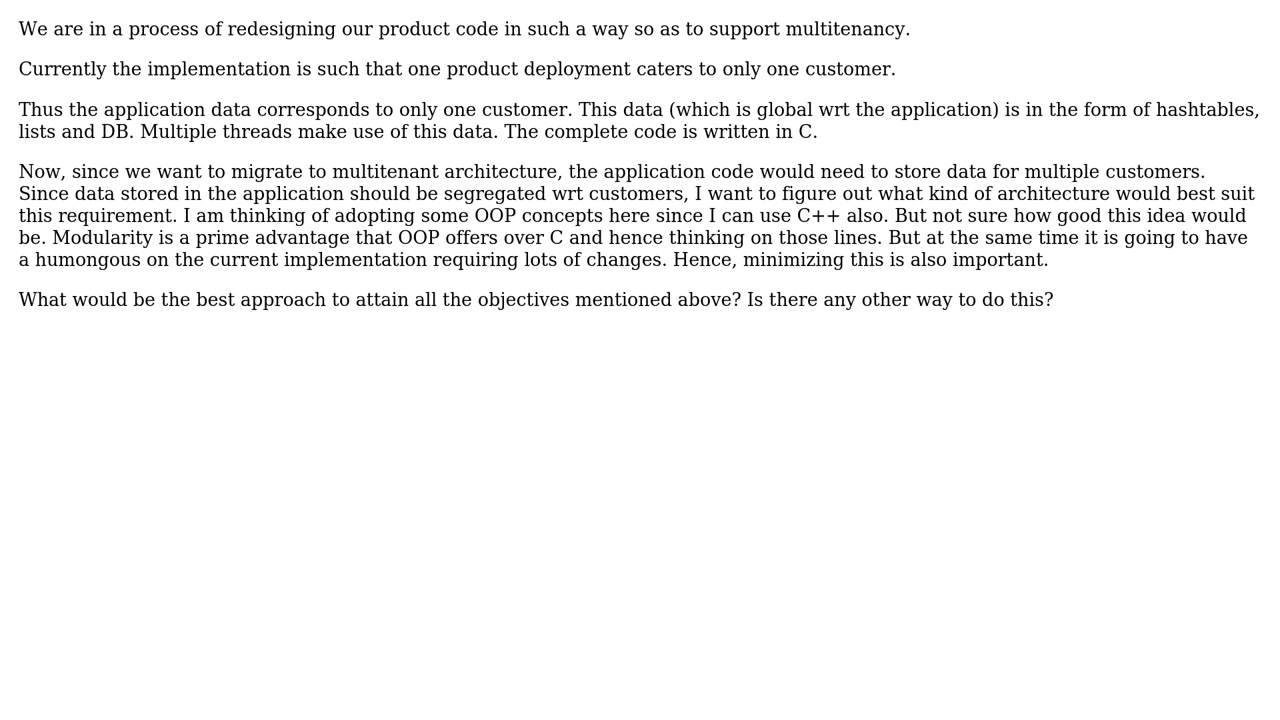 We are in a process of redesigning our product code in such a way so as to support multitenancy.
Currently the implementation is such that one product deployment caters to only one customer.
Thus the application data corresponds to only one customer. This data (which is global wrt the application) is in the form of hashtables,
lists and DB. Multiple threads make use of this data. The complete code is written in C.
Now, since we want to migrate to multitenant architecture, the application code would need to store data for multiple customers.
Since data stored in the application should be segregated wrt customers, I want to figure out what kind of architecture would best suit
this requirement. I am thinking of adopting some OOP concepts here since I can use C++ also. But not sure how good this idea would
be. Modularity is a prime advantage that OOP offers over C and hence thinking on those lines. But at the same time it is going to have
a humongous on the current implementation requiring lots of changes. Hence, minimizing this is also important.
What would be the best approach to attain all the objectives mentioned above? Is there any other way to do this?